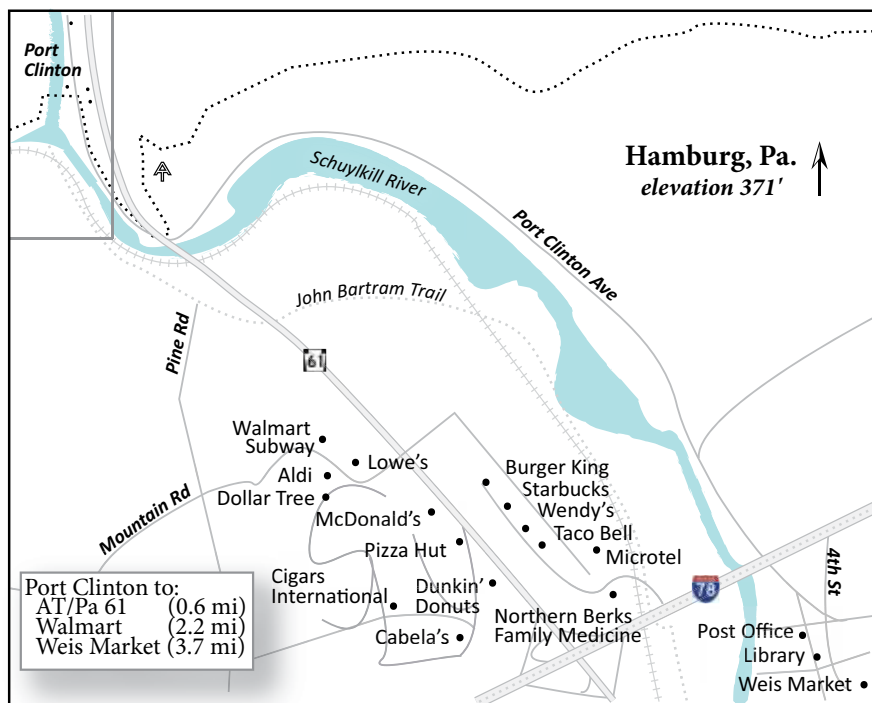 Port
Clinton
Hamburg, Pa.
elevation 371'
Schuylkill River
Port Clinton Ave
John Bartram Trail
Pine Rd
61
Walmart
Subway
Lowe's
Aldi
Dollar Tree
Mountain Rd
McDonald's
Pizza Hut
Burger King
Starbucks
Wendy's
Taco Bell
Microtel
Cigars
International
Dunkin'
Donuts
Cabela's
Northern Berks
Family Medicine
78
4th St
Post Office
Library
Weis Market
Port Clinton to:
AT/Pa 61 (0.6 mi)
Walmart (2.2 mi)
Weis Market (3.7 mi)